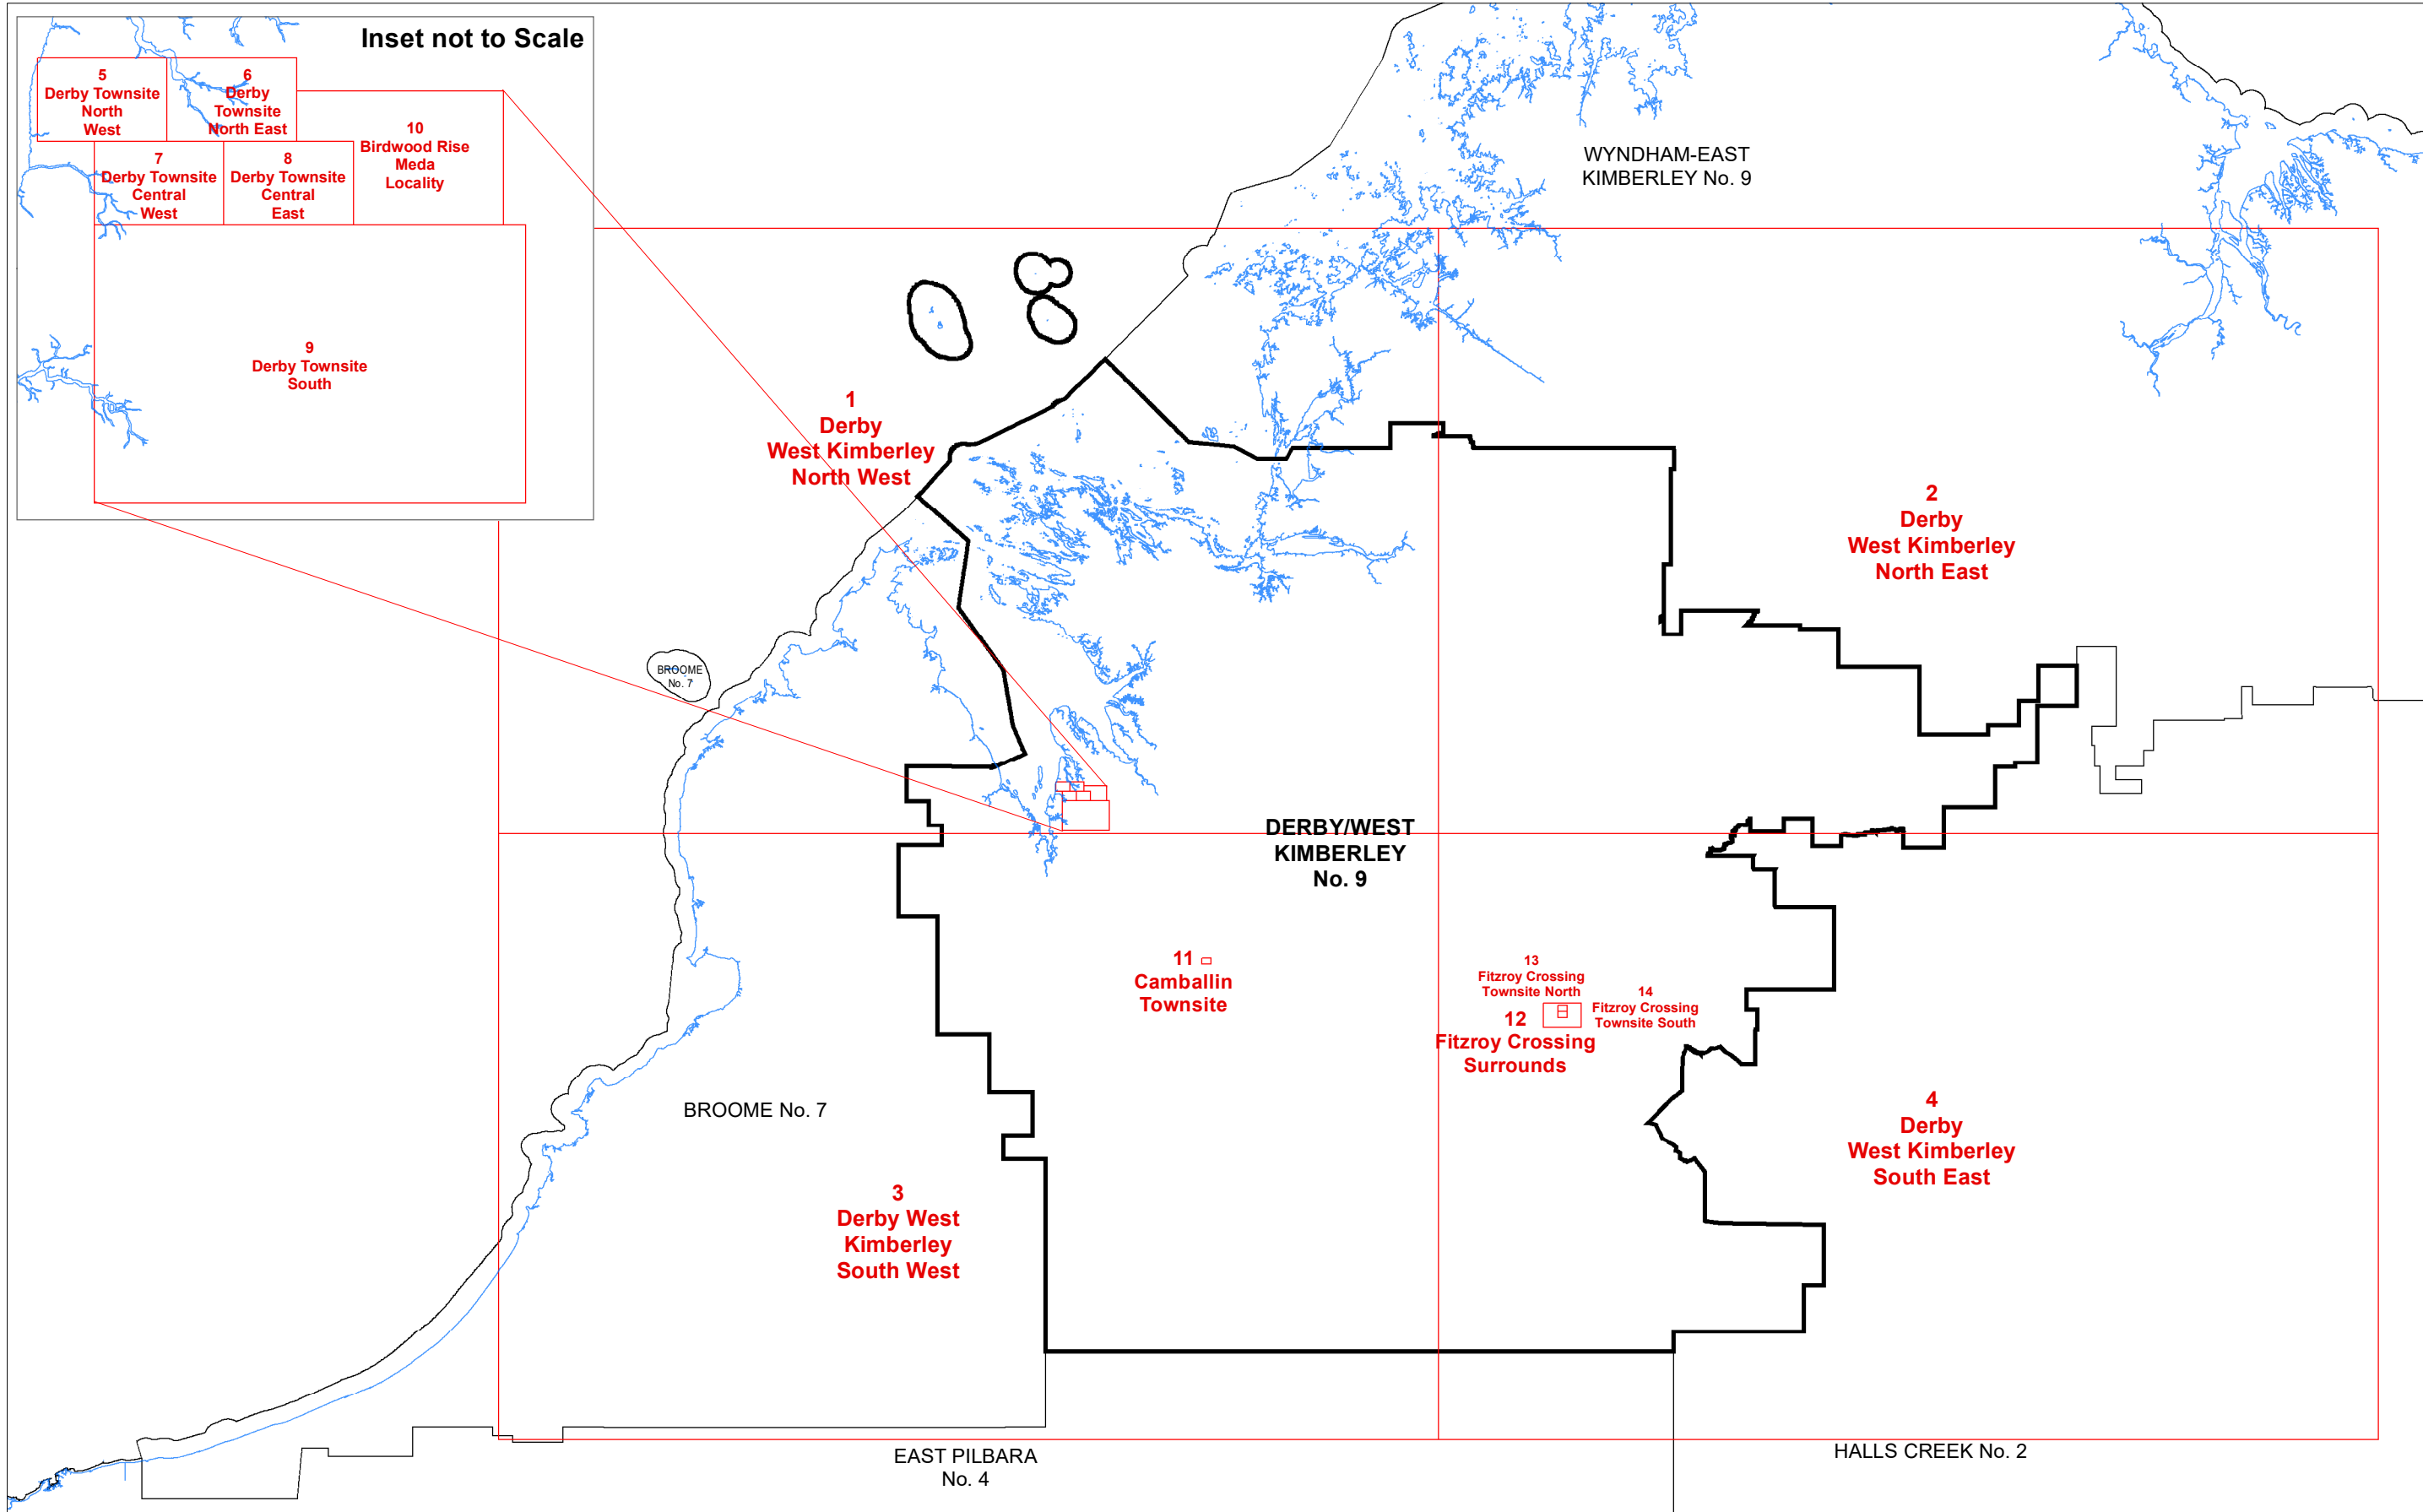 Inset not to Scale
5
Derby Townsite
North
West
6
Derby
Townsite
North East
10
Birdwood Rise
Meda
Locality
7
Derby Townsite
Central
West
8
Derby Townsite
Central
East
9
Derby Townsite
South
WYNDHAM-EAST
KIMBERLEY No. 9
1
Derby
West Kimberley
North West
2
Derby
West Kimberley
North East
BROOME
No. 7
DERBY/WEST
KIMBERLEY
No. 9
11
Camballin
Townsite
13
Fitzroy Crossing
Townsite North
14
Fitzroy Crossing
Townsite South
12
Fitzroy Crossing
Surrounds
BROOME No. 7
4
Derby
West Kimberley
South East
3
Derby West
Kimberley
South West
EAST PILBARA
No. 4
HALLS CREEK No. 2